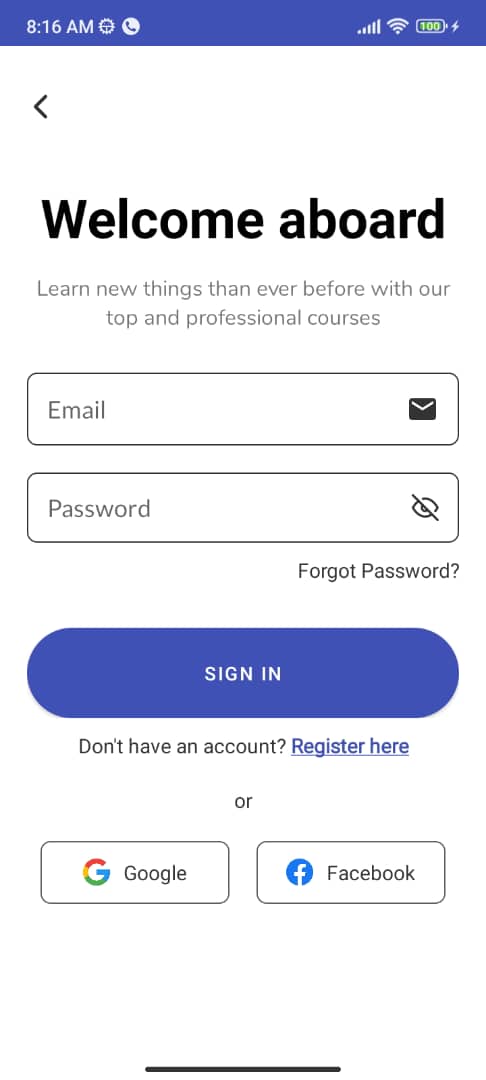 8:16 AM
100
Welcome aboard
Learn new things than ever before with our
top and professional courses
Email
Password
Forgot Password?
SIGN IN
Don't have an account? Register here
or
Google
Facebook